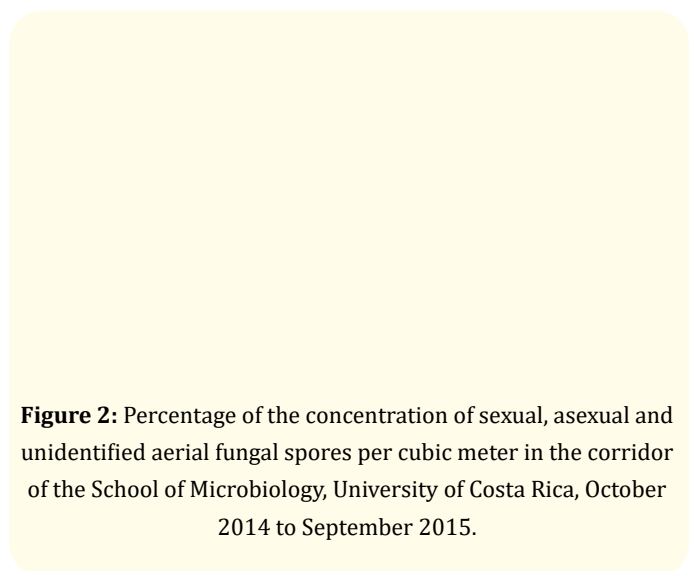 Figure 2: Percentage of the concentration of sexual, asexual and
unidentified aerial fungal spores per cubic meter in the corridor
of the School of Microbiology, University of Costa Rica, October
2014 to September 2015.